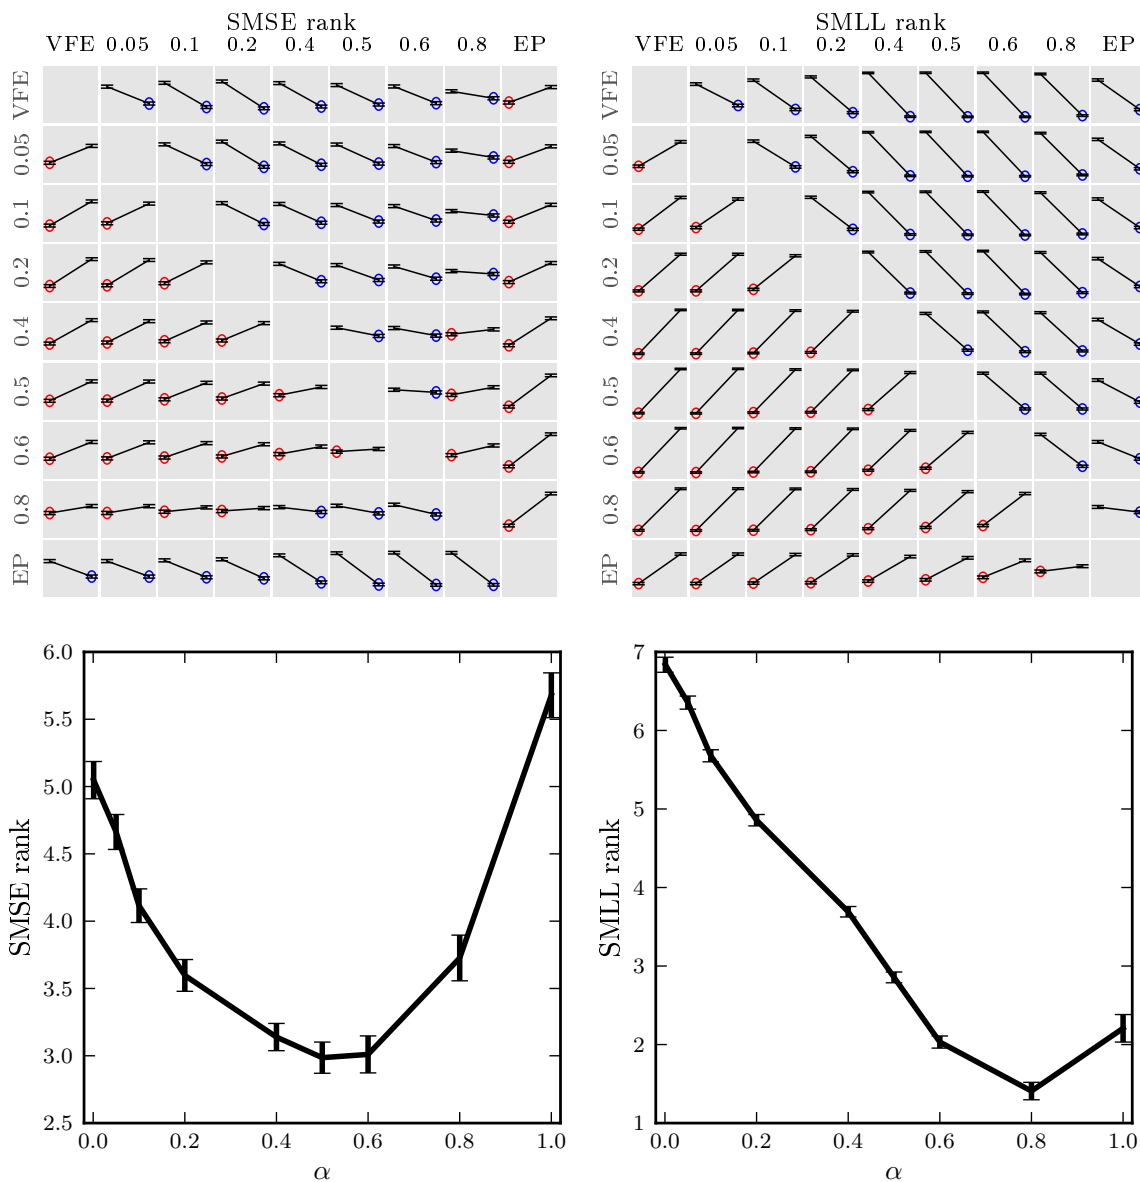 SMSE rank
VFE 0.05 0.1 0.2 0.4 0.5 0.6 0.8 EP
VFE
0.05
0.1
0.2
0.4
0.5
0.6
0.8
EP
SMLL rank
VFE 0.05 0.1 0.2 0.4 0.5 0.6 0.8 EP
VFE
0.05
0.1
0.2
0.4
0.5
0.6
0.8
EP
SMSE rank
6.0
5.5
5.0
4.5
4.0
3.5
3.0
2.5
0.0 0.2 0.4 0.6 0.8 1.0
α
SMLL rank
7
6
5
4
3
2
1
0.0 0.2 0.4 0.6 0.8 1.0
α